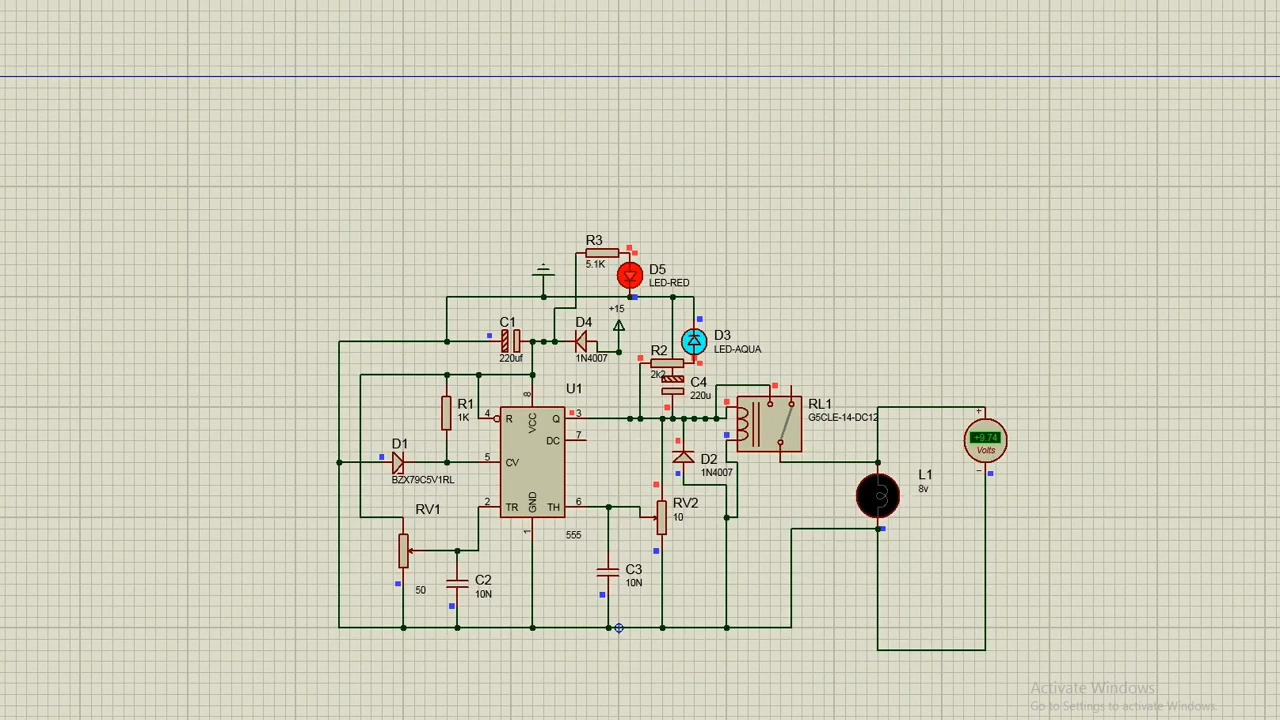 R3
5.1K
D5
LED-RED
+15
C1
220uf
D4
1N4007
D3
LED-AQUA
R2
2k2
C4
220u
U1
R1
1K
8
VCC
4
R
Q
3
DC
7
5
CV
2
TR
GND
TH
6
1
555
RL1
G5CLE-14-DC12
D1
BZX79C5V1RL
D2
1N4007
+
+9.74
Volts
−
L1
8v
RV1
50
RV2
10
C2
10N
C3
10N
Activate Windows
Go to Settings to activate Windows.